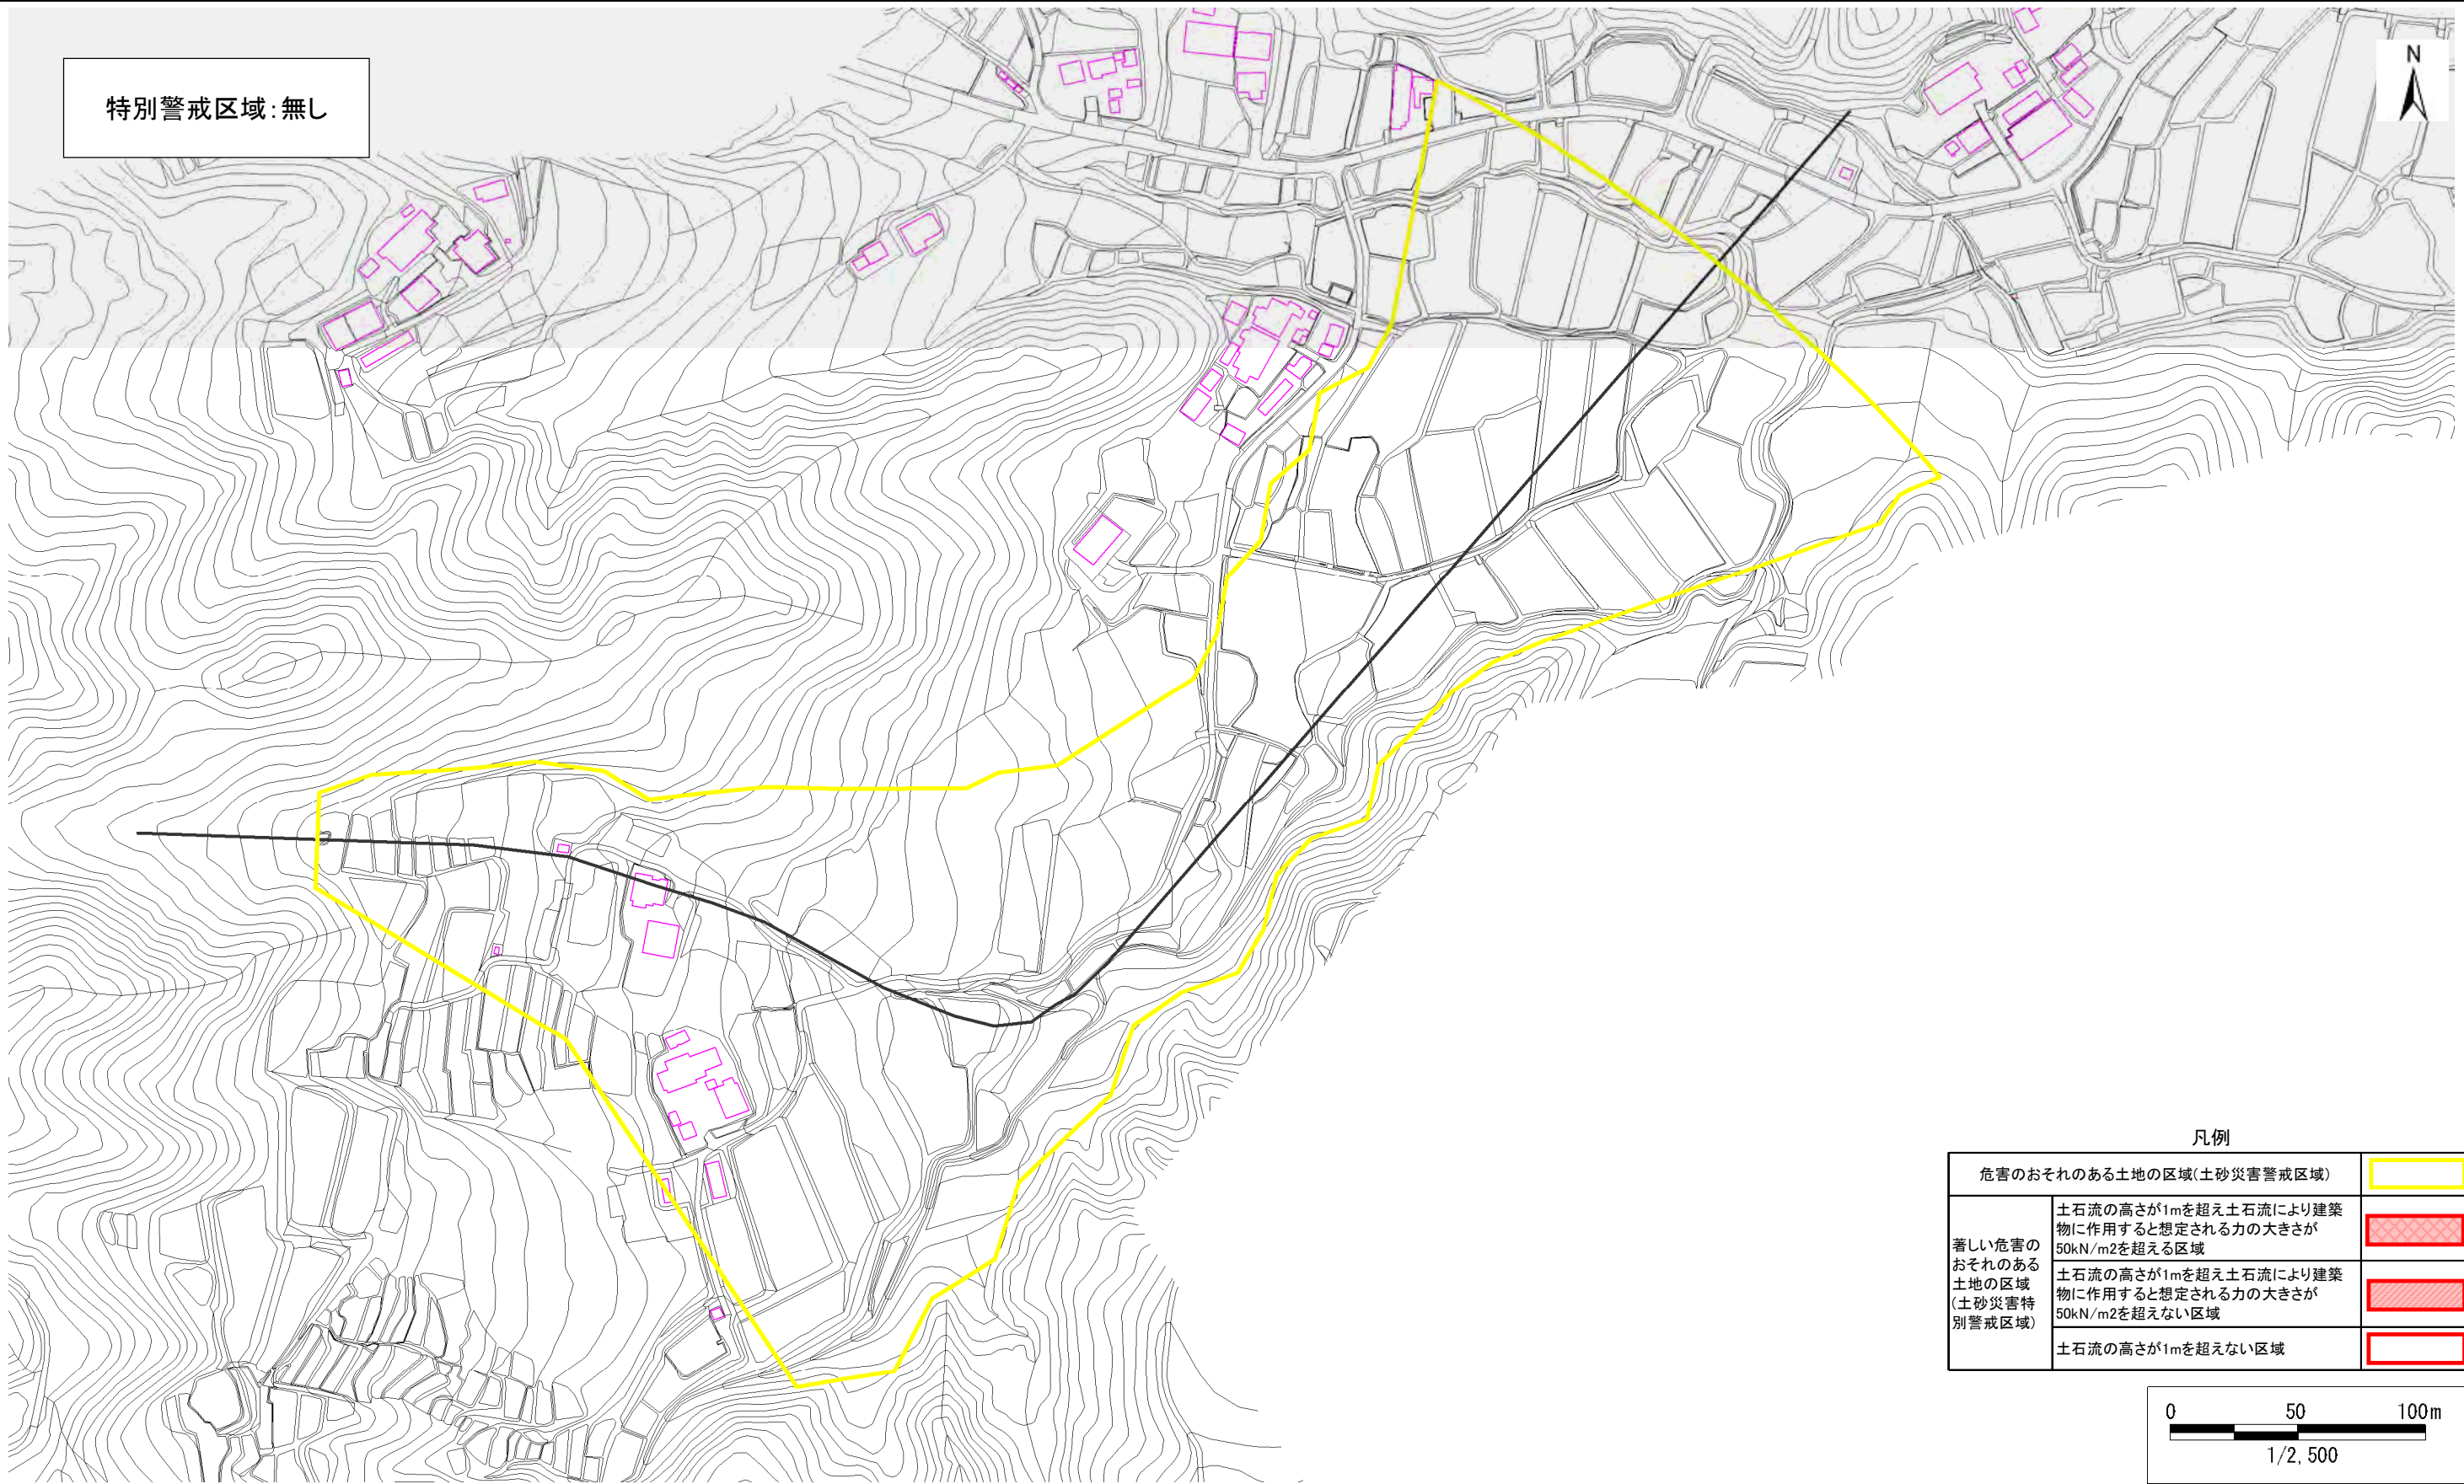 特別警戒区域:無し
N
凡例
危害のおそれのある土地の区域(土砂災害警戒区域)
著しい危害の
おそれのある
土地の区域
(土砂災害特
別警戒区域)
土石流の高さが1mを超え土石流により建築
物に作用すると想定される力の大きさが
50kN/m2を超える区域
土石流の高さが1mを超え土石流により建築
物に作用すると想定される力の大きさが
50kN/m2を超えない区域
土石流の高さが1mを超えない区域
0 50 100m
1/2,500